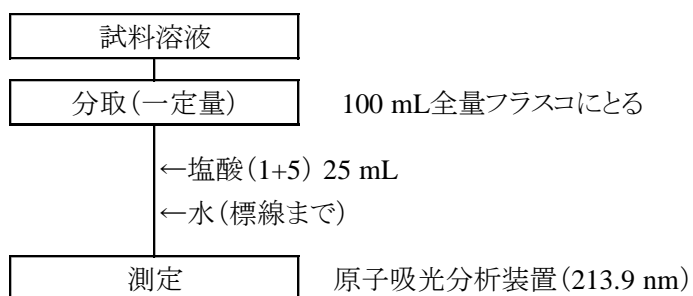 試料溶液
分取（一定量） 100 mL全量フラスコにとる
←塩酸（1+5） 25 mL
←水（標線まで）
測定 原子吸光分析装置（213.9 nm）